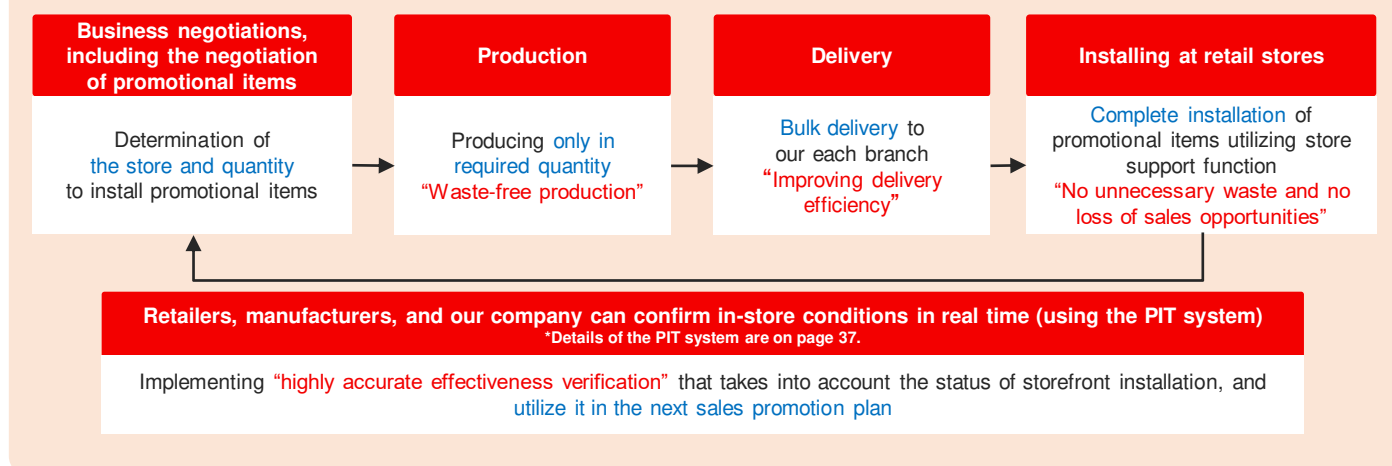 Business negotiations,
including the negotiation
of promotional items
Determination of
the store and quantity
to install promotional items
Production
Producing only in
required quantity
“Waste-free production”
Delivery
Bulk delivery to
our each branch
“Improving delivery
efficiency”
Installing at retail stores
Complete installation of
promotional items utilizing store
support function
“No unnecessary waste and no
loss of sales opportunities”
Retailers, manufacturers, and our company can confirm in-store conditions in real time (using the PIT system)
*Details of the PIT system are on page 37.
Implementing “highly accurate effectiveness verification” that takes into account the status of storefront installation, and
utilize it in the next sales promotion plan